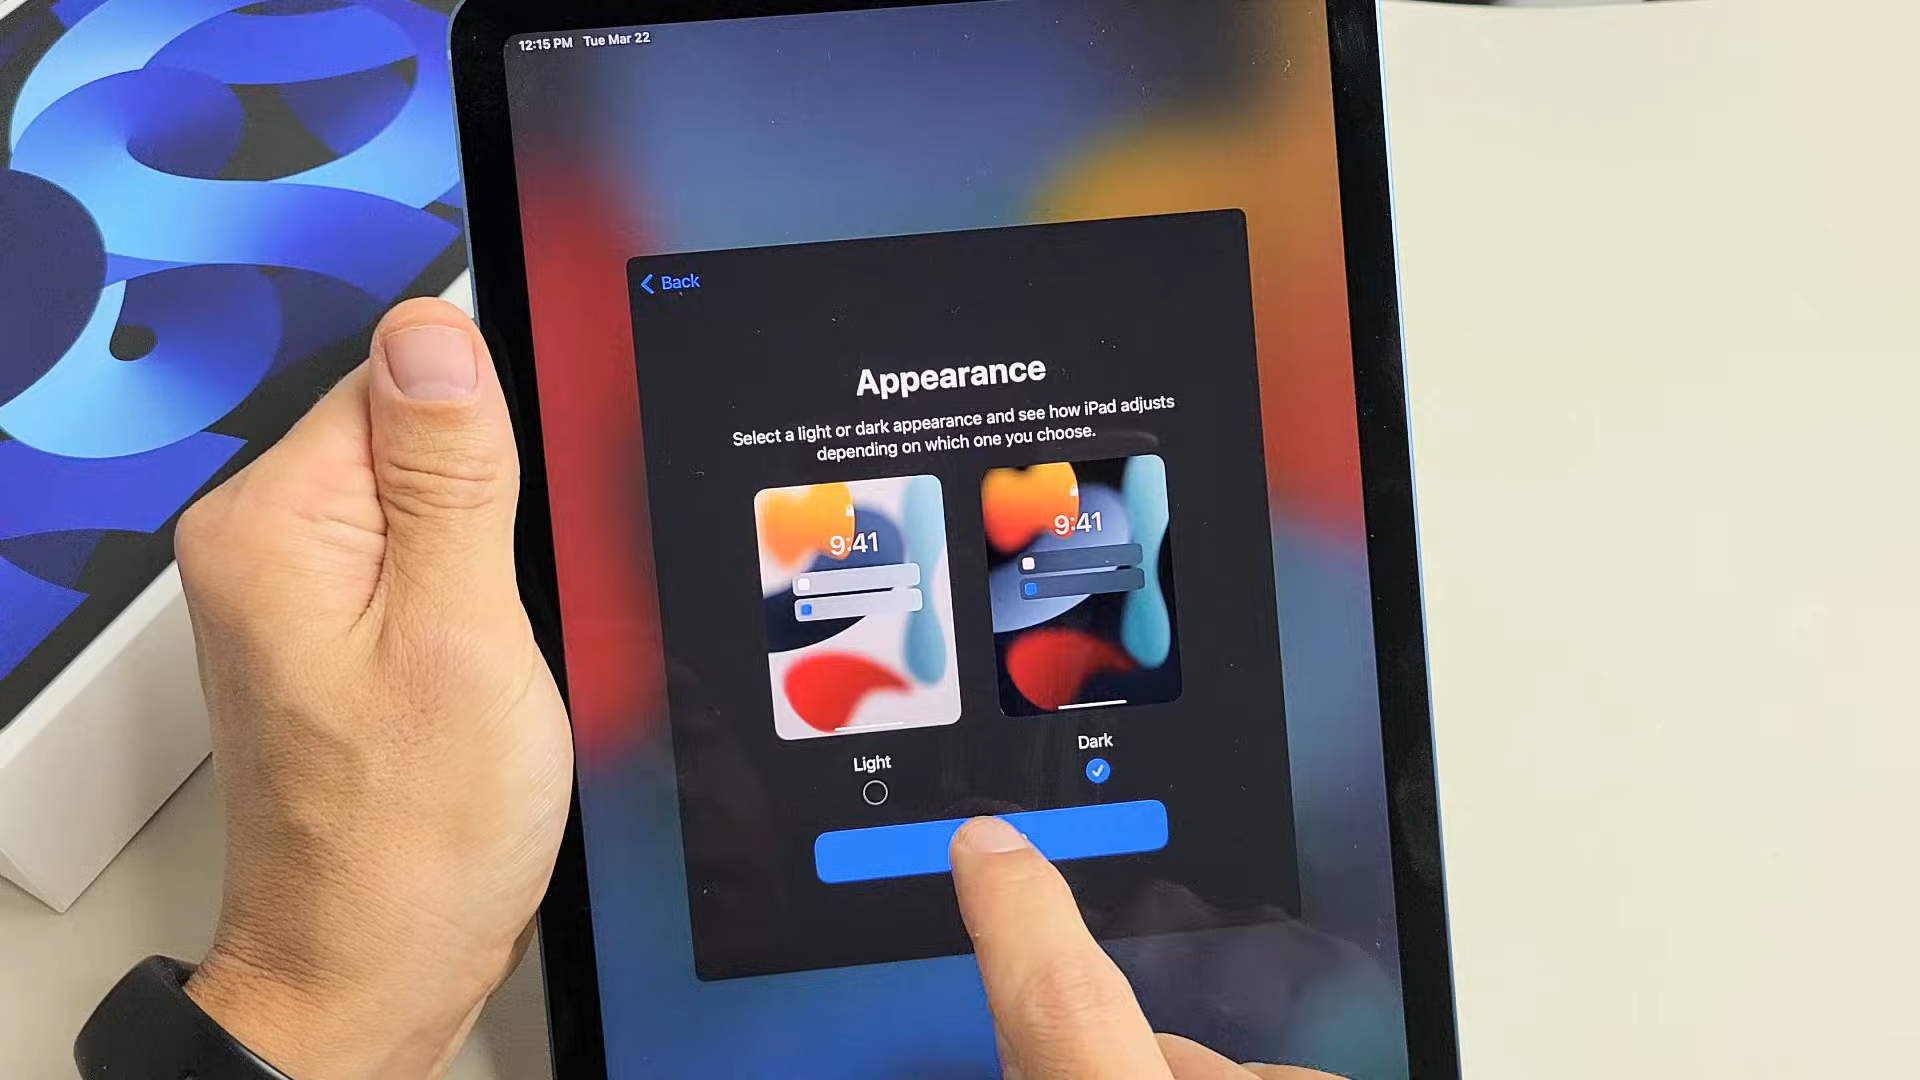 12:15 PM Tue Mar 22
Back
Appearance
Select a light or dark appearance and see how iPad adjusts
depending on which one you choose.
9:41
9:41
Light
Dark